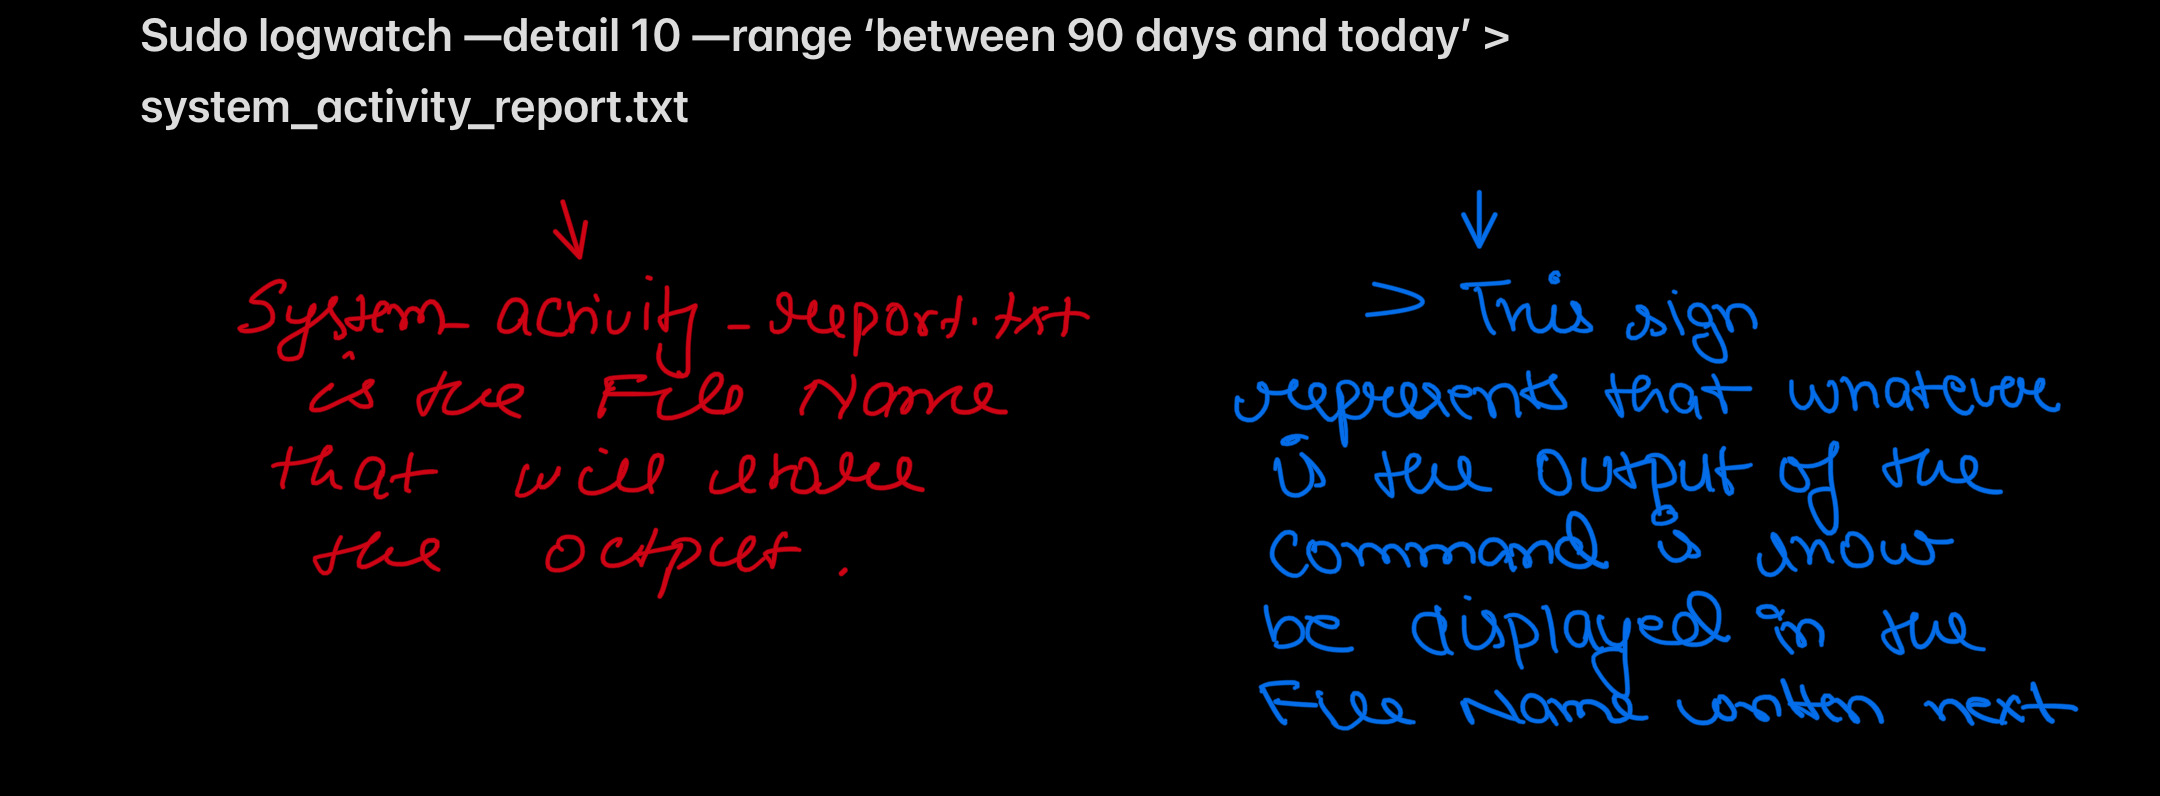 Sudo logwatch —detail 10 —range ‘between 90 days and today’ >
system_activity_report.txt
System_activity_report.txt
is the File Name
that will store
the output.
> This sign
represents that whatever
is the output of the
command is show
be displayed in the
File Name written next